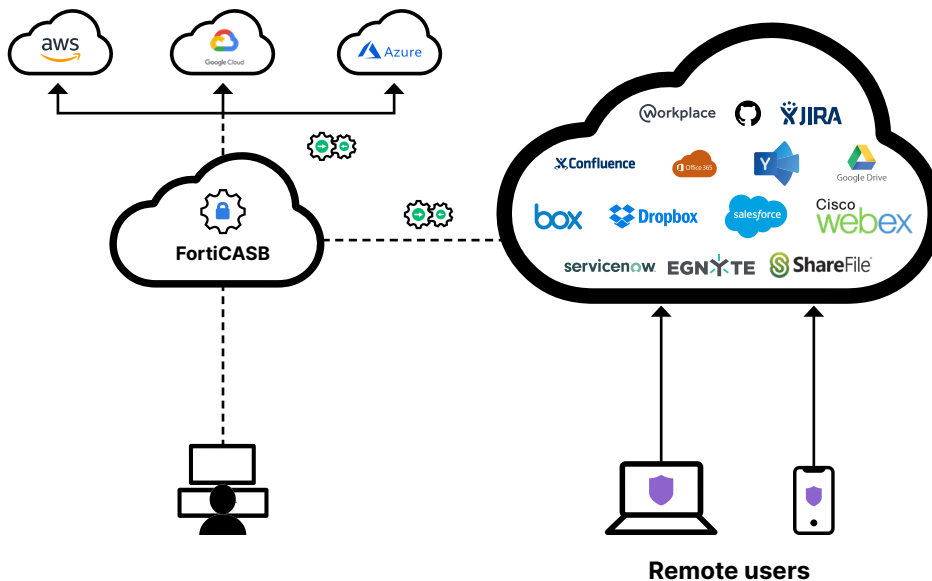 aws
Google Cloud
Azure
Workplace
JIRA
Confluence
Office 365
Y
Google Drive
box
Dropbox
salesforce
Cisco
webex
servicenow
EGNYTE
ShareFile
FortiCASB
Remote users